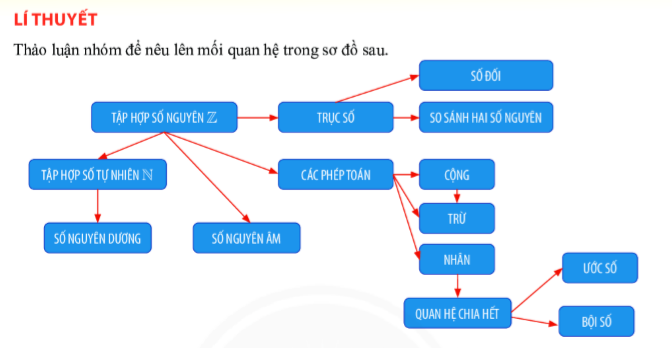 LÍ THUYẾT
Thảo luận nhóm để nêu lên mối quan hệ trong sơ đồ sau.
SỐ ĐỐI
TẬP HỢP SỐ NGUYÊN ℤ
TRỤC SỐ
SO SÁNH HAI SỐ NGUYÊN
TẬP HỢP SỐ TỰ NHIÊN ℕ
CÁC PHÉP TOÁN
CỘNG
TRỪ
SỐ NGUYÊN DƯƠNG
SỐ NGUYÊN ÂM
NHÂN
ƯỚC SỐ
QUAN HỆ CHIA HẾT
BỘI SỐ